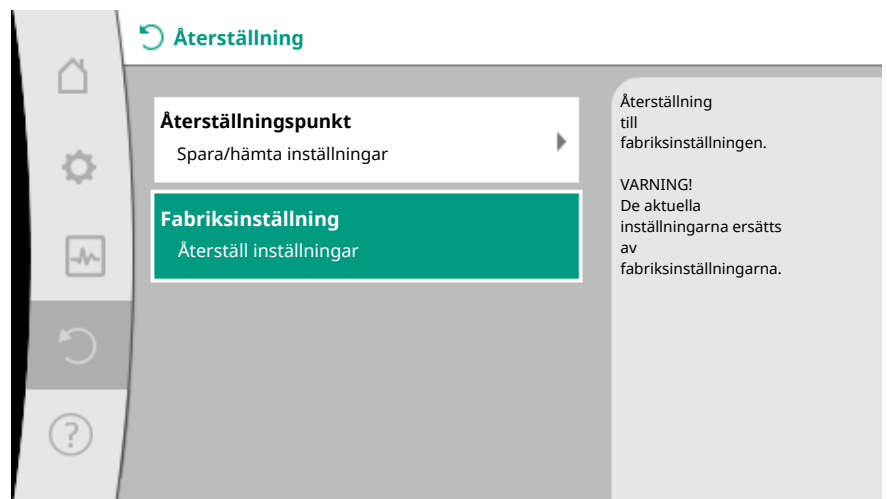 Återställning
Återställningspunkt
Spara/hämta inställningar
Fabriksinställning
Återställ inställningar
Återställning
till
fabriksinställningen.
VARNING!
De aktuella
inställningarna ersätts
av
fabriksinställningarna.
?